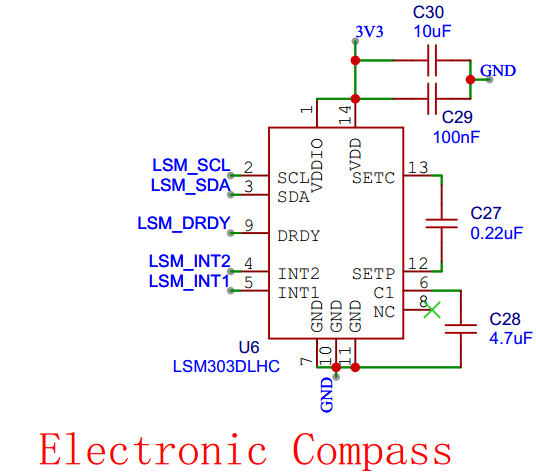 C30
10uF
3V3
GND
C29
100nF
1
14
VDDIO
VDD
LSM_SCL 2 SCL
LSM_SDA 3 SDA
SETC 13
LSM_DRDY 9 DRDY
C27
0.22uF
LSM_INT2 4 INT2
LSM_INT1 5 INT1
SETP 12
C1 6
NC 8
GND
GND
GND
C28
4.7uF
U6
LSM303DLHC
7
10
11
GND
Electronic Compass